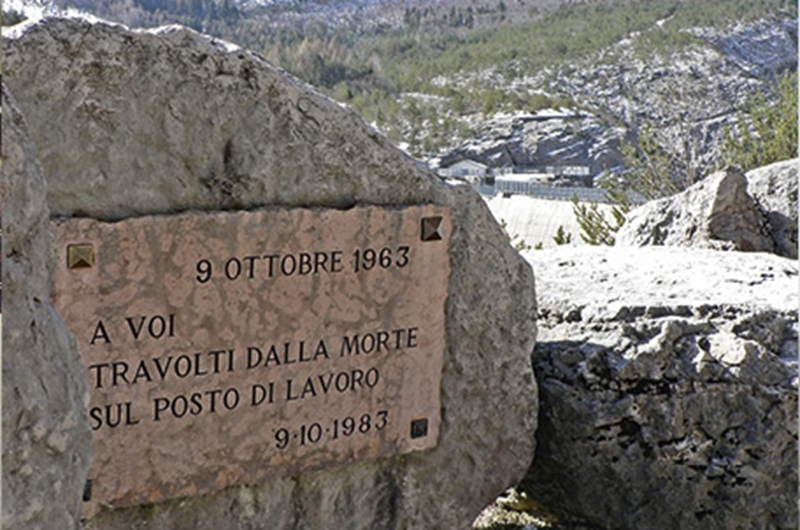 9 OTTOBRE 1963
A VOI
TRAVOLTI DALLA MORTE
SUL POSTO DI LAVORO
9·10·1983